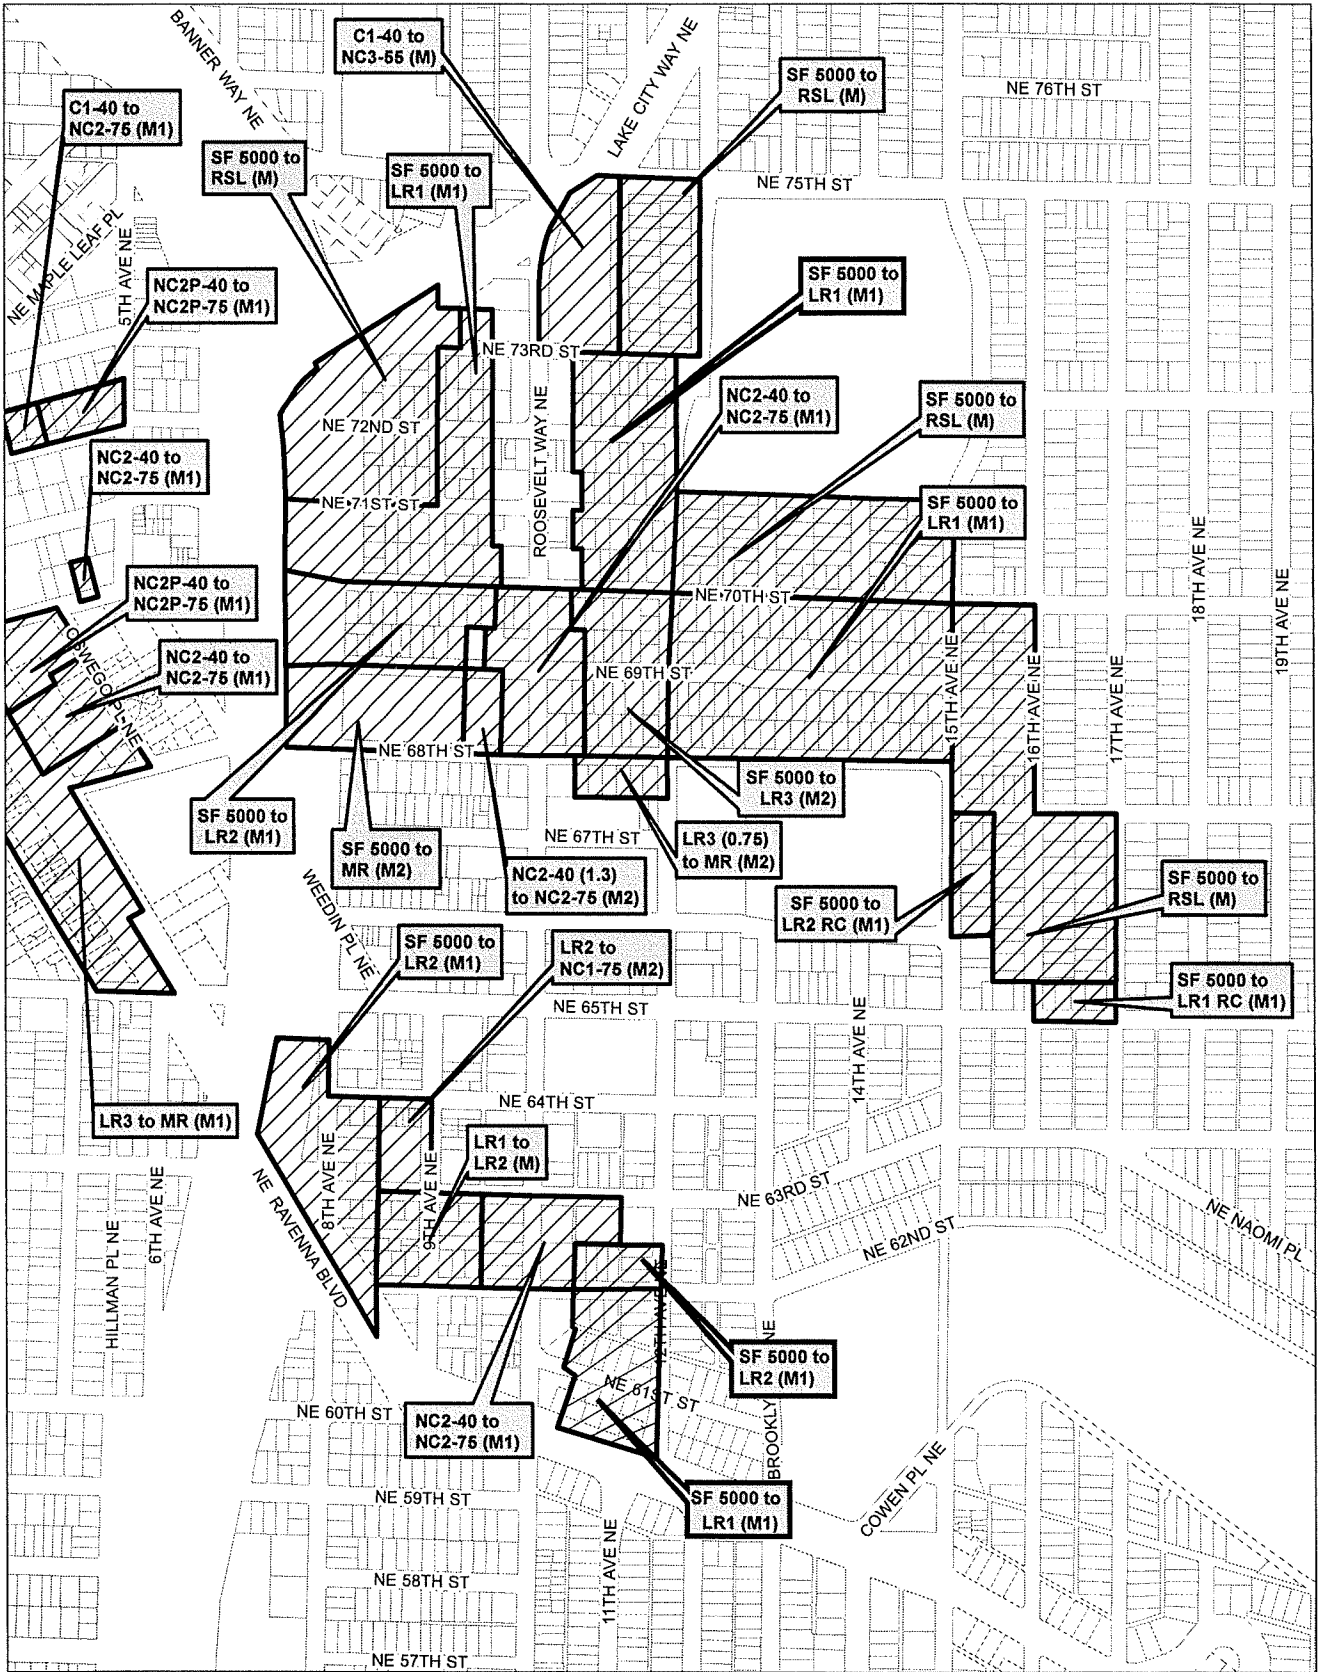 BANNER WAY NE
C1-40 to
NC3-55 (M)
LAKE CITY WAY NE
SF 5000 to
RSL (M)
NE 76TH ST
C1-40 to
NC2-75 (M1)
SF 5000 to
RSL (M)
SF 5000 to
LR1 (M1)
NE 75TH ST
NE MAPLE LEAF PL
5TH AVE NE
NC2P-40 to
NC2P-75 (M1)
SF 5000 to
LR1 (M1)
NE 73RD ST
ROOSEVELT WAY NE
NC2-40 to
NC2-75 (M1)
SF 5000 to
RSL (M)
NE 72ND ST
NC2-40 to
NC2-75 (M1)
NE 71ST ST
SF 5000 to
LR1 (M1)
18TH AVE NE
19TH AVE NE
NC2P-40 to
NC2P-75 (M1)
NE 70TH ST
OSWEGO PL NE
NC2-40 to
NC2-75 (M1)
NE 69TH ST
15TH AVE NE
16TH AVE NE
17TH AVE NE
NE 68TH ST
SF 5000 to
LR2 (M1)
SF 5000 to
MR (M2)
SF 5000 to
LR3 (M2)
NE 67TH ST
LR3 (0.75)
to MR (M2)
NC2-40 (1.3)
to NC2-75 (M2)
WEEDIN PL NE
SF 5000 to
LR2 RC (M1)
SF 5000 to
RSL (M)
SF 5000 to
LR2 (M1)
LR2 to
NC1-75 (M2)
SF 5000 to
LR1 RC (M1)
NE 65TH ST
14TH AVE NE
LR3 to MR (M1)
NE 64TH ST
8TH AVE NE
9TH AVE NE
LR1 to
LR2 (M)
6TH AVE NE
HILLMAN PL NE
NE RAVENNA BLVD
NE 63RD ST
NE 62ND ST
NE NAOMI PL
12TH AVE NE
SF 5000 to
LR2 (M1)
NE 61ST ST
NE 60TH ST
NC2-40 to
NC2-75 (M1)
BROOKLY NE
COWEN PL NE
NE 59TH ST
SF 5000 to
LR1 (M1)
11TH AVE NE
NE 58TH ST
NE 57TH ST